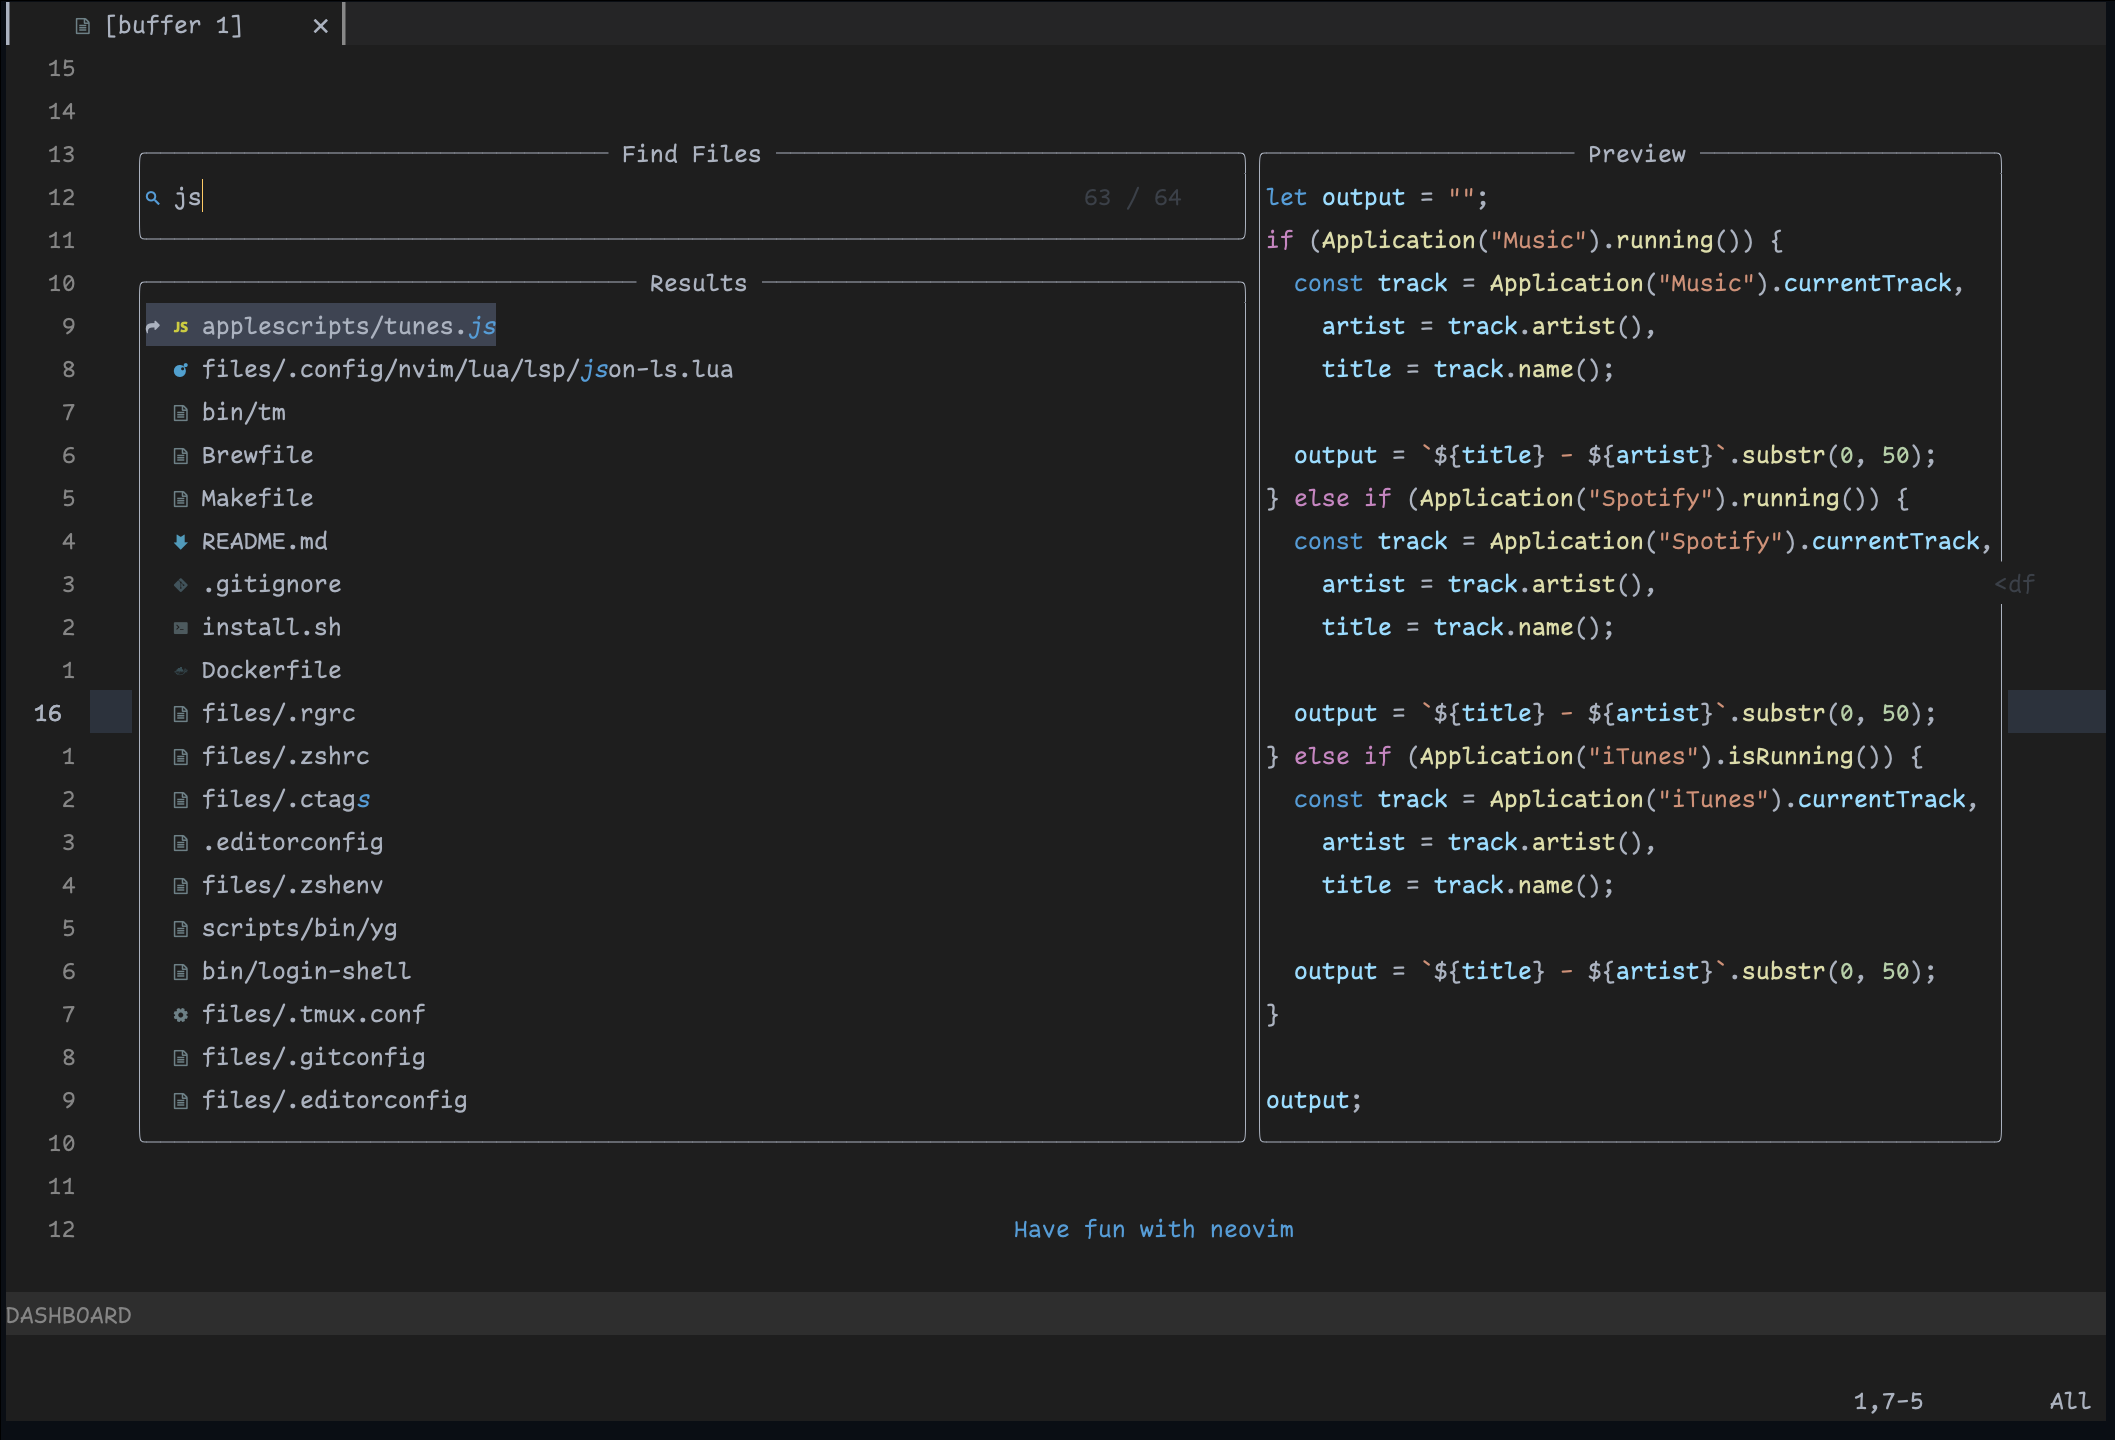 [buffer 1] ×
15
14
13
12
11
10
9
8
7
6
5
4
3
2
1
16
1
2
3
4
5
6
7
8
9
10
11
12
Find Files
js 63 / 64
Results
JS applescripts/tunes.js
files/.config/nvim/lua/lsp/json-ls.lua
bin/tm
Brewfile
Makefile
README.md
.gitignore
install.sh
Dockerfile
files/.rgrc
files/.zshrc
files/.ctags
.editorconfig
files/.zshenv
scripts/bin/yg
bin/login-shell
files/.tmux.conf
files/.gitconfig
files/.editorconfig
Preview
let output = "";
if (Application("Music").running()) {
  const track = Application("Music").currentTrack,
    artist = track.artist(),
    title = track.name();
  output = `${title} - ${artist}`.substr(0, 50);
} else if (Application("Spotify").running()) {
  const track = Application("Spotify").currentTrack,
    artist = track.artist(),
    title = track.name();
  output = `${title} - ${artist}`.substr(0, 50);
} else if (Application("iTunes").isRunning()) {
  const track = Application("iTunes").currentTrack,
    artist = track.artist(),
    title = track.name();
  output = `${title} - ${artist}`.substr(0, 50);
}
output;
<df
Have fun with neovim
DASHBOARD
1,7-5 All